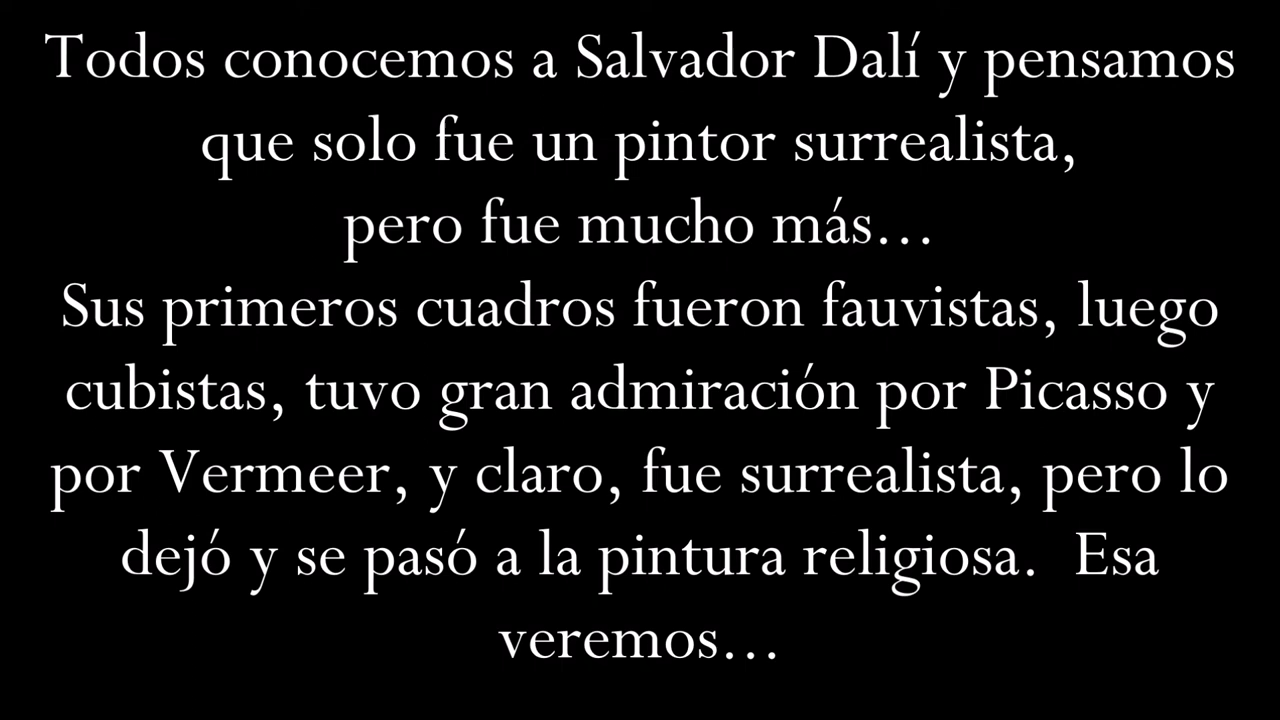 Todos conocemos a Salvador Dalí y pensamos
que solo fue un pintor surrealista,
pero fue mucho más...
Sus primeros cuadros fueron fauvistas, luego
cubistas, tuvo gran admiración por Picasso y
por Vermeer, y claro, fue surrealista, pero lo
dejó y se pasó a la pintura religiosa.  Esa
veremos...